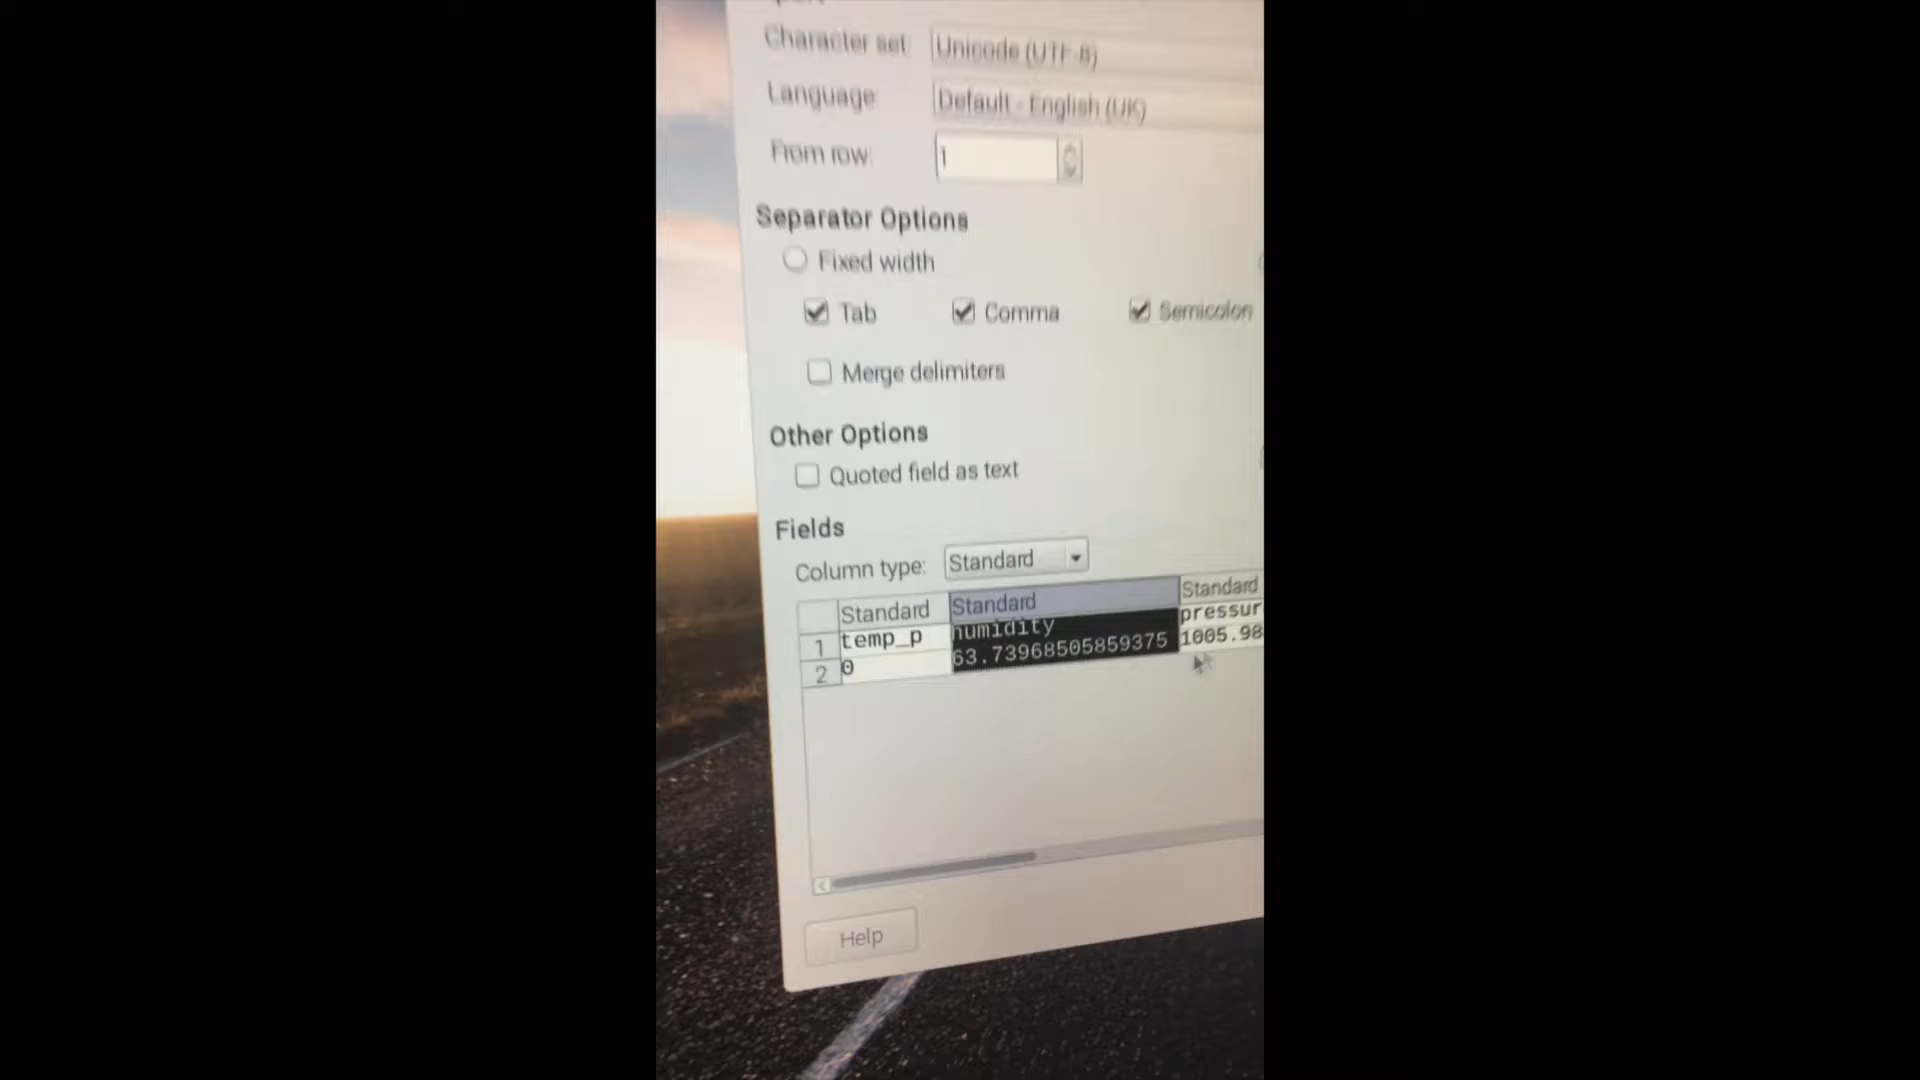 Character set: Unicode (UTF-8)
Language: Default - English (UK)
From row: 1
Separator Options
Fixed width
Tab Comma Semicolon
Merge delimiters
Other Options
Quoted field as text
Fields
Column type: Standard
Standard Standard Standard
1 temp_p humidity pressur
2 0 63.73968505859375 1005.98
Help